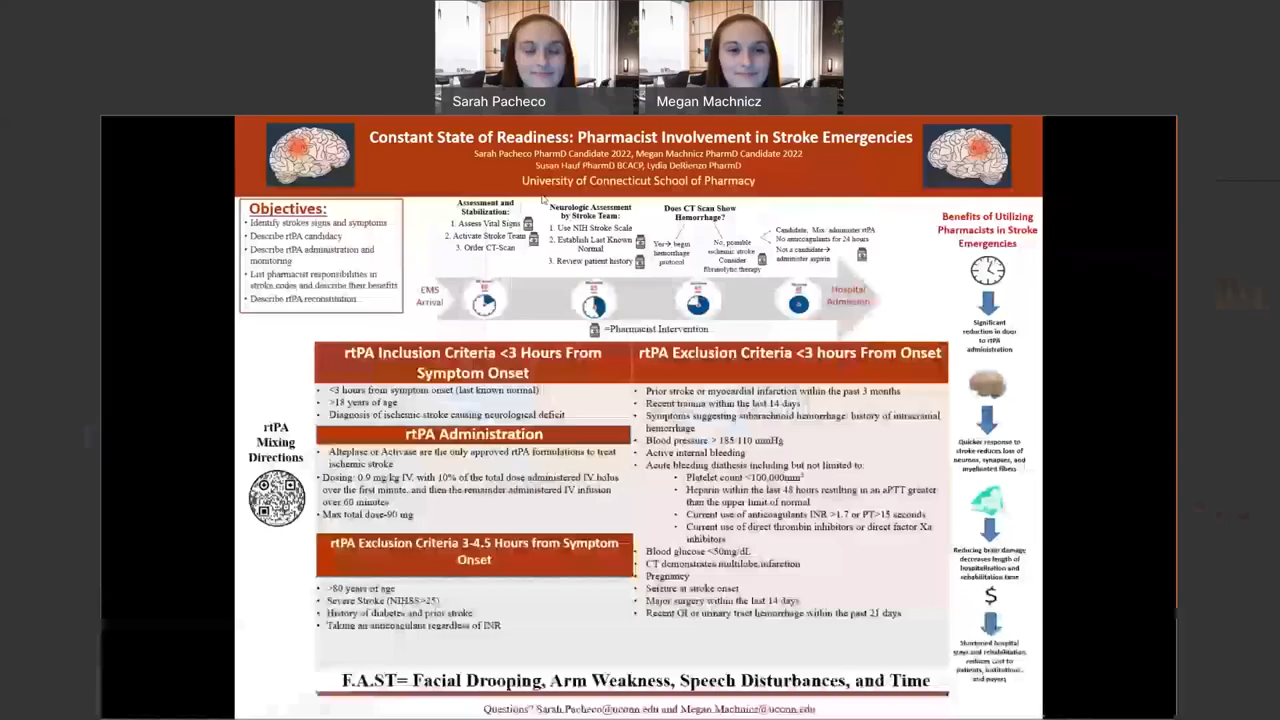 Sarah Pacheco
Megan Machnicz
Constant State of Readiness: Pharmacist Involvement in Stroke Emergencies
Sarah Pacheco PharmD Candidate 2022, Megan Machnicz PharmD Candidate 2022
Susan Hauf PharmD BCACP, Lydia DeRienzo PharmD
University of Connecticut School of Pharmacy
Objectives:
• Identify strokes signs and symptoms
• Describe rtPA candidacy
• Describe rtPA administration and
monitoring
• List pharmacist responsibilities in
stroke codes and describe their benefits
• Describe rtPA reconstitution
Assessment and
Stabilization:
1. Assess Vital Signs
2. Activate Stroke Team
3. Order CT-Scan
Neurologic Assessment
by Stroke Team:
1. Use NIH Stroke Scale
2. Establish Last Known
Normal
3. Review patient history
Does CT Scan Show
Hemorrhage?
Yes→ begin
hemorrhage
protocol
No, possible
ischemic stroke
Consider
fibrinolytic therapy
Candidate, Mix administer rtPA
No anticoagulants for 24 hours
Not a candidate→
administer aspirin
EMS
Arrival
Hospital
Admission
=Pharmacist Intervention
rtPA Inclusion Criteria <3 Hours From
Symptom Onset
• <3 hours from symptom onset (last known normal)
• >18 years of age
• Diagnosis of ischemic stroke causing neurological deficit
rtPA Administration
• Alteplase or Activase are the only approved rtPA formulations to treat
ischemic stroke
• Dosing: 0.9 mg/kg IV, with 10% of the total dose administered IV bolus
over the first minute, and then the remainder administered IV infusion
over 60 minutes
• Max total dose-90 mg
rtPA Exclusion Criteria 3-4.5 Hours from Symptom
Onset
• >80 years of age
• Severe Stroke (NIHSS>25)
• History of diabetes and prior stroke
• Taking an anticoagulant regardless of INR
rtPA
Mixing
Directions
rtPA Exclusion Criteria <3 hours From Onset
• Prior stroke or myocardial infarction within the past 3 months
• Recent trauma within the last 14 days
• Symptoms suggesting subarachnoid hemorrhage: history of intracranial
hemorrhage
• Blood pressure > 185/110 mmHg
• Active internal bleeding
• Acute bleeding diathesis including but not limited to:
• Platelet count <100,000mm³
• Heparin within the last 48 hours resulting in an aPTT greater
than the upper limit of normal
• Current use of anticoagulants INR >1.7 or PT>15 seconds
• Current use of direct thrombin inhibitors or direct factor Xa
inhibitors
• Blood glucose <50mg/dL
• CT demonstrates multilobe infarction
• Pregnancy
• Seizure at stroke onset
• Major surgery within the last 14 days
• Recent GI or urinary tract hemorrhage within the past 21 days
Benefits of Utilizing
Pharmacists in Stroke
Emergencies
Significant
reduction in door
to rtPA
administration
Quicker response to
stroke reduces loss of
neurons, synapses, and
myelinated fibers
Reducing brain damage
decreases length of
hospitalization and
rehabilitation time
$
Shortened hospital
stays and rehabilitation
reduces cost to
patients, institutions,
and payers
F.A.ST= Facial Drooping, Arm Weakness, Speech Disturbances, and Time
Questions? Sarah.Pacheco@uconn.edu and Megan.Machnicz@uconn.edu